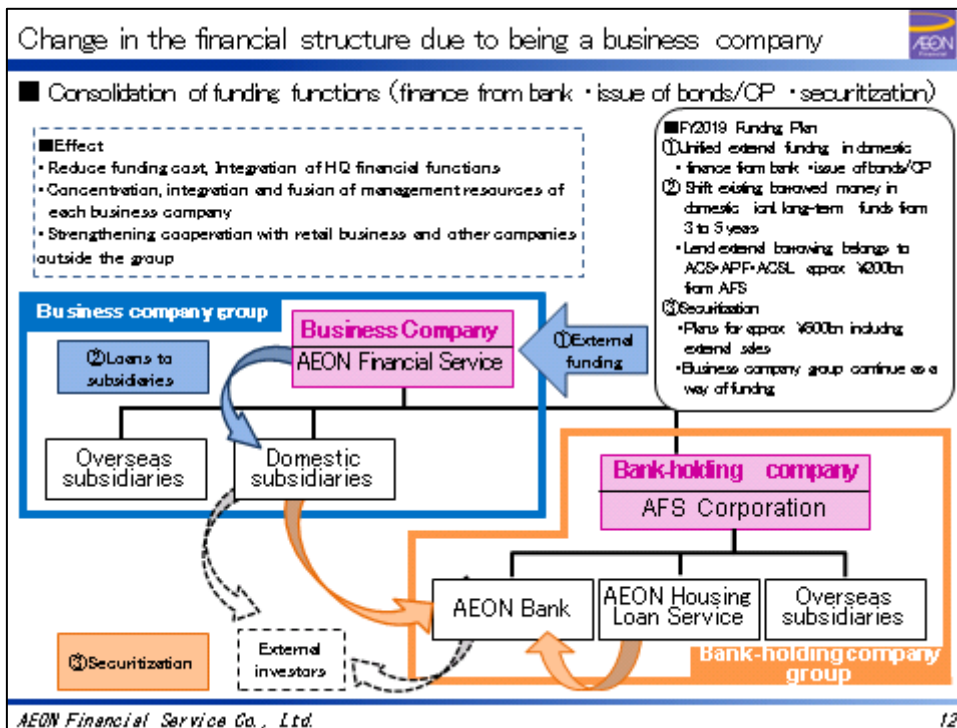 Change in the financial structure due to being a business company
AEON
Financial
■ Consolidation of funding functions (finance from bank ・issue of bonds/CP ・securitization)
■Effect
・Reduce funding cost, Integration of HQ financial functions
・Concentration, integration and fusion of management resources of
each business company
・Strengthening cooperation with retail business and other companies
outside the group
■FY2019 Funding Plan
①Unified external funding in domestic
・finance from bank ・issue of bonds/CP
② Shift existing borrowed money in
domestic long-term funds from
3 to 5 years
・Lend external borrowing belongs to
ACS・APF・ACSL approx ¥200bn
from AFS
③Securitization
・Plans for approx ¥600bn including
external sales
・Business company group continue as a
way of funding
Business company group
Business Company
AEON Financial Service
①External
funding
②Loans to
subsidiaries
Overseas
subsidiaries
Domestic
subsidiaries
Bank-holding company
AFS Corporation
AEON Bank
AEON Housing
Loan Service
Overseas
subsidiaries
③Securitization
External
investors
Bank-holding company
group
AEON Financial Service Co., Ltd.
12